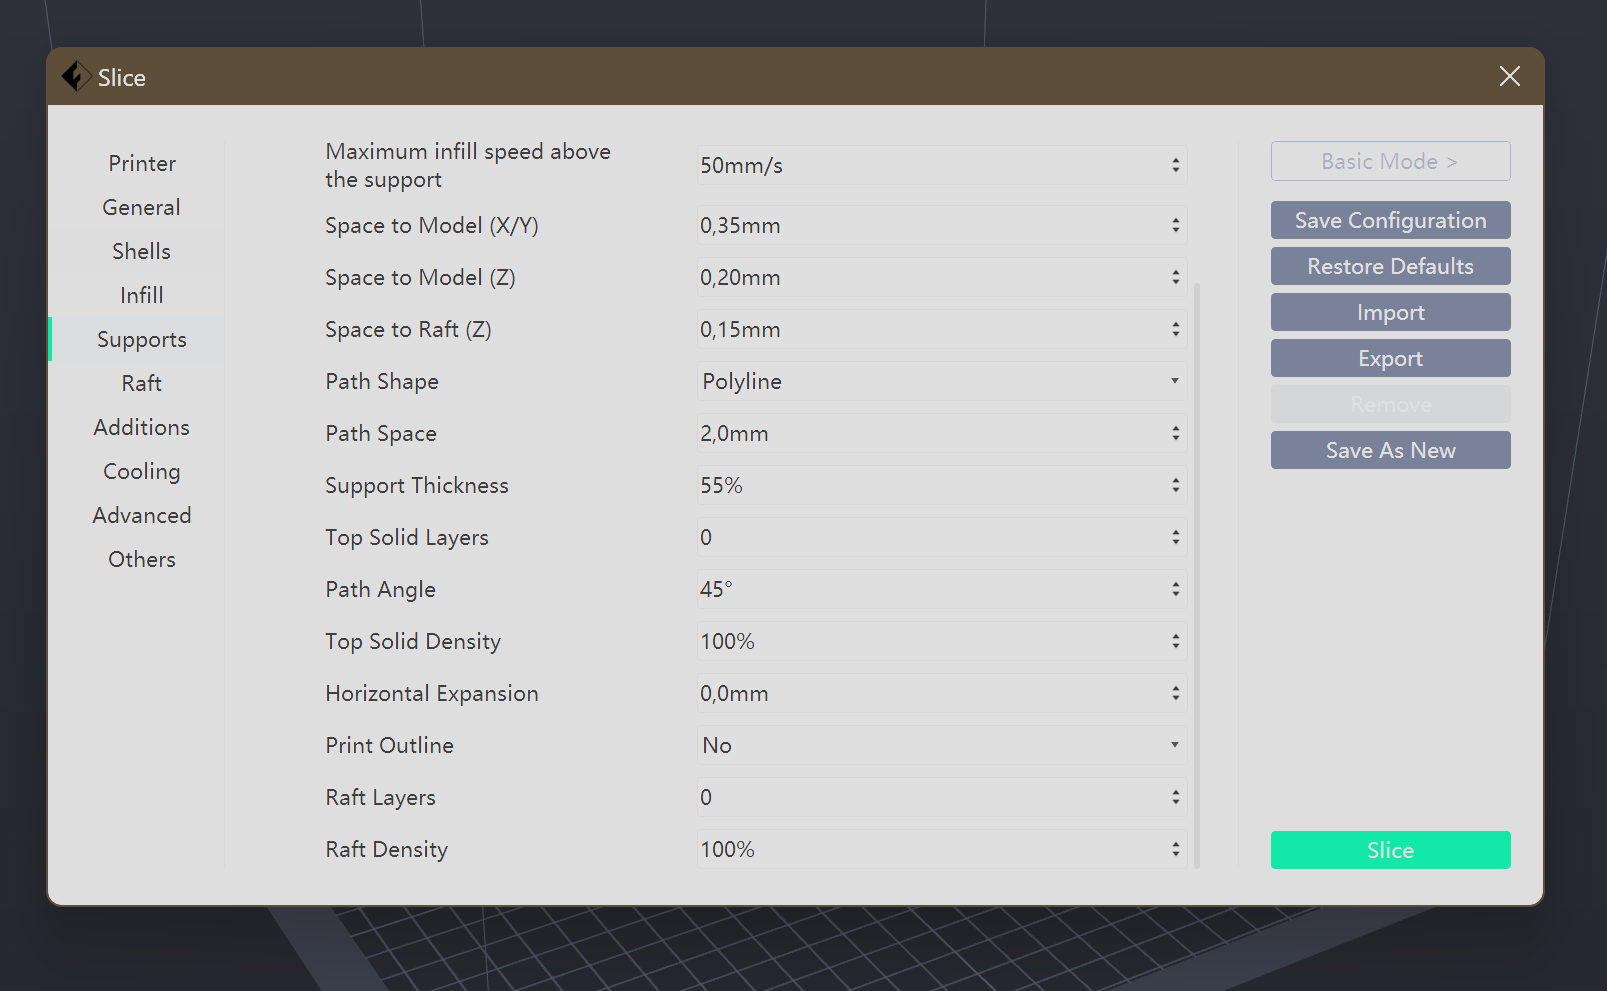 Slice
Printer
General
Shells
Infill
Supports
Raft
Additions
Cooling
Advanced
Others
Maximum infill speed above
the support
50mm/s
Space to Model (X/Y)
0,35mm
Space to Model (Z)
0,20mm
Space to Raft (Z)
0,15mm
Path Shape
Polyline
Path Space
2,0mm
Support Thickness
55%
Top Solid Layers
0
Path Angle
45°
Top Solid Density
100%
Horizontal Expansion
0,0mm
Print Outline
No
Raft Layers
0
Raft Density
100%
Basic Mode >
Save Configuration
Restore Defaults
Import
Export
Remove
Save As New
Slice